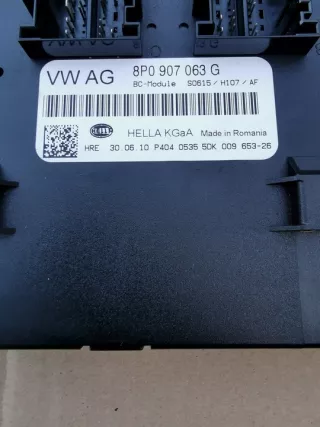 VW AG 8P0 907 063 G
BC-Module S0615 / H107 / AF
HELLA HELLA KGaA Made in Romania
HRE 30.06.10 P404 0535 5DK 009 653-26